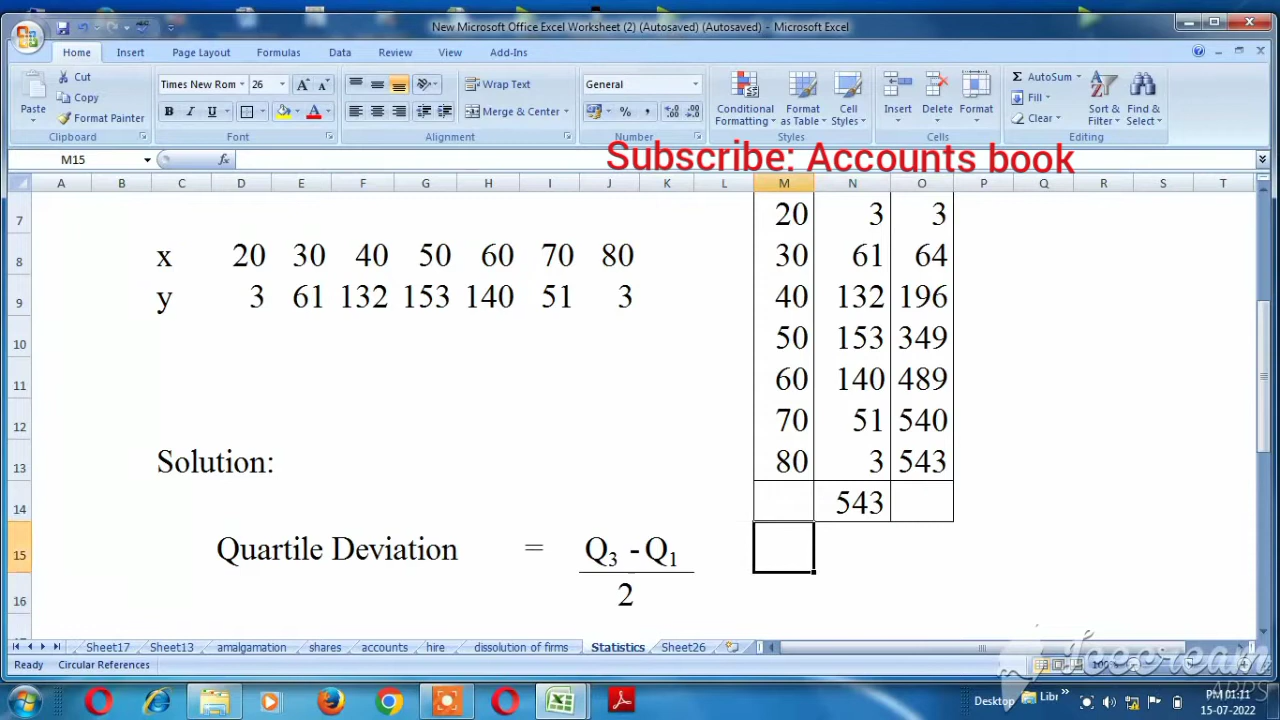 New Microsoft Office Excel Worksheet (2) (Autosaved) (Autosaved) - Microsoft Excel
Home Insert Page Layout Formulas Data Review View Add-Ins
Paste Cut Copy Format Painter Clipboard
Times New Rom 26 B I U Font
Wrap Text Merge & Center Alignment
General % , Number
Conditional Formatting Format as Table Cell Styles Styles
Insert Delete Format Cells
AutoSum Fill Clear Sort & Filter Find & Select Editing
M15 fx
Subscribe: Accounts book
A B C D E F G H I J K L M N O P Q R S T
7 20 3 3
8 x 20 30 40 50 60 70 80 30 61 64
9 y 3 61 132 153 140 51 3 40 132 196
10 50 153 349
11 60 140 489
12 70 51 540
13 Solution: 80 3 543
14 543
15 Quartile Deviation = Q3 - Q1
16 2
Sheet17 Sheet13 amalgamation shares accounts hire dissolution of firms Statistics Sheet26
Ready Circular References 100%
Icecream
APPS
Desktop Libr » PM 01:11
15-07-2022